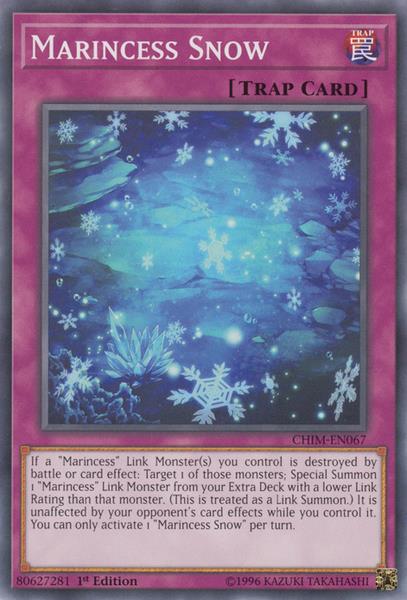 Marincess Snow
TRAP
罠
[Trap Card]
CHIM-EN067
If a "Marincess" Link Monster(s) you control is destroyed by
battle or card effect: Target 1 of those monsters; Special Summon
1 "Marincess" Link Monster from your Extra Deck with a lower Link
Rating than that monster. (This is treated as a Link Summon.) It is
unaffected by your opponent's card effects while you control it.
You can only activate 1 "Marincess Snow" per turn.
80627281 1st Edition ©1996 KAZUKI TAKAHASHI